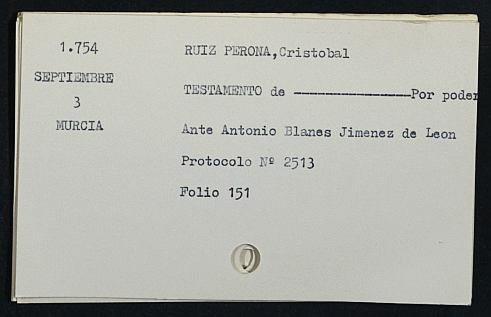 1.754
SEPTIEMBRE
3
MURCIA
RUIZ PERONA,Cristobal
TESTAMENTO de ------------------Por poder
Ante Antonio Blanes Jimenez de Leon
Protocolo Nº 2513
Folio 151